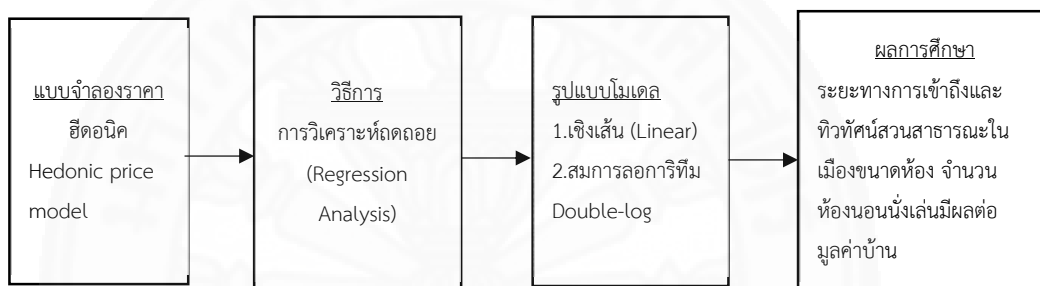 แบบจำลองราคา
ฮีดอนิค
Hedonic price
model
วิธีการ
การวิเคราะห์ถดถอย
(Regression
Analysis)
รูปแบบโมเดล
1.เชิงเส้น (Linear)
2.สมการลอการิทึม
Double-log
ผลการศึกษา
ระยะทางการเข้าถึงและ
ทิวทัศน์สวนสาธารณะใน
เมืองขนาดห้อง จำนวน
ห้องนอนนั่งเล่นมีผลต่อ
มูลค่าบ้าน